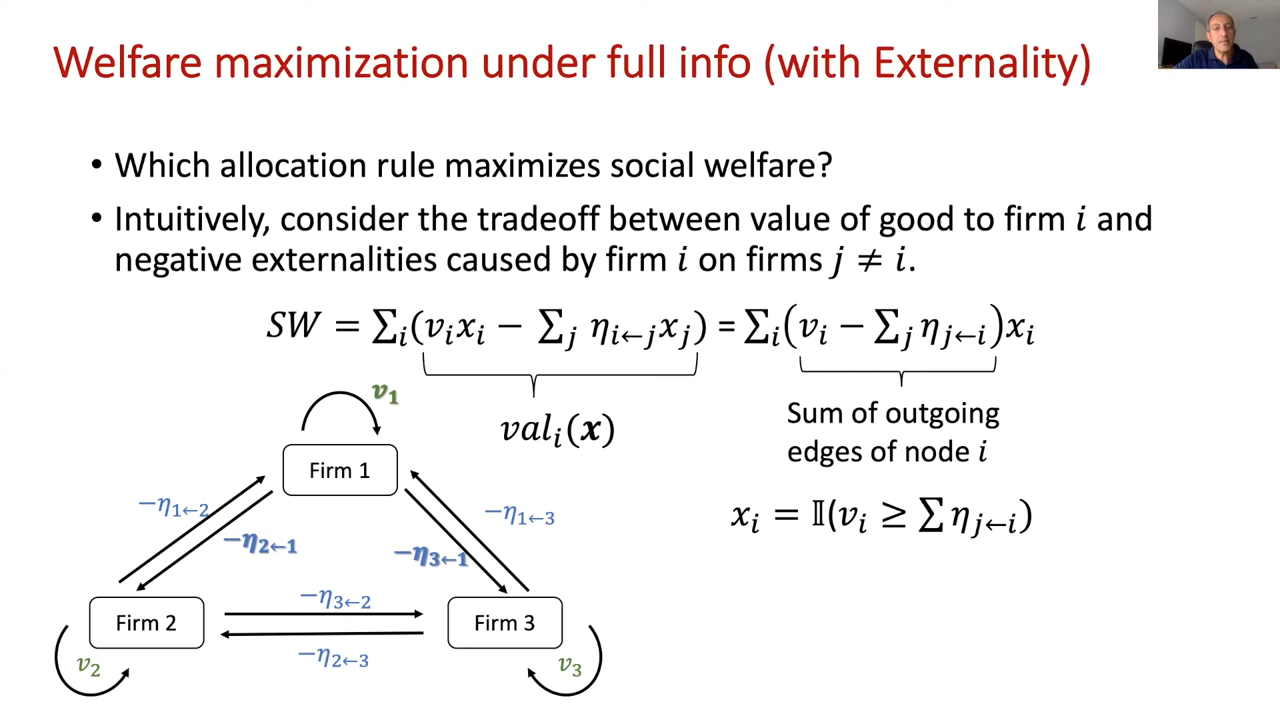 Welfare maximization under full info (with Externality)
• Which allocation rule maximizes social welfare?
• Intuitively, consider the tradeoff between value of good to firm i and
negative externalities caused by firm i on firms j ≠ i.
SW = ∑ᵢ(vᵢxᵢ − ∑ⱼ ηᵢ←ⱼxⱼ) = ∑ᵢ(vᵢ − ∑ⱼ ηⱼ←ᵢ)xᵢ
valᵢ(x)
Sum of outgoing
edges of node i
xᵢ = 𝕀(vᵢ ≥ ∑ ηⱼ←ᵢ)
v₁
Firm 1
−η₁←₂
−η₂←₁
−η₃←₁
−η₁←₃
−η₃←₂
Firm 2
Firm 3
−η₂←₃
v₂
v₃